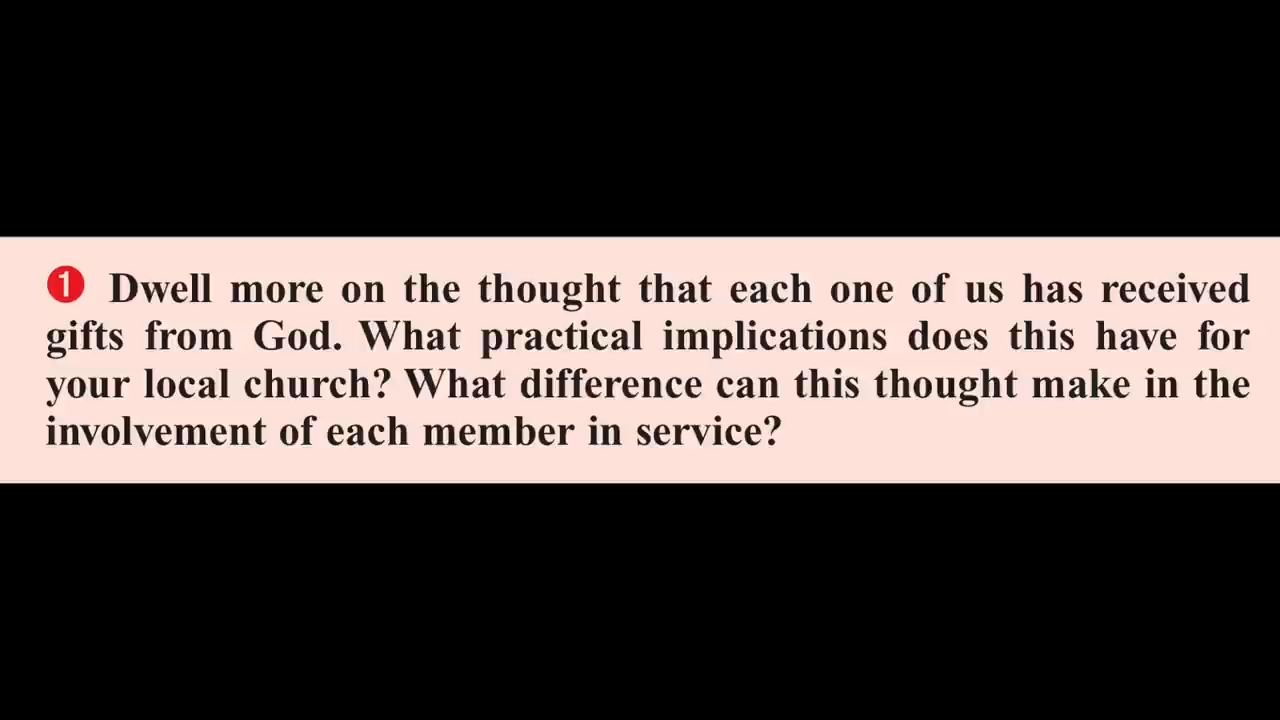 1 Dwell more on the thought that each one of us has received
gifts from God. What practical implications does this have for
your local church? What difference can this thought make in the
involvement of each member in service?